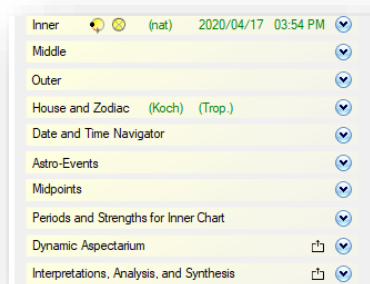 Inner (nat) 2020/04/17 03:54 PM
Middle
Outer
House and Zodiac (Koch) (Trop.)
Date and Time Navigator
Astro-Events
Midpoints
Periods and Strengths for Inner Chart
Dynamic Aspectarium
Interpretations, Analysis, and Synthesis